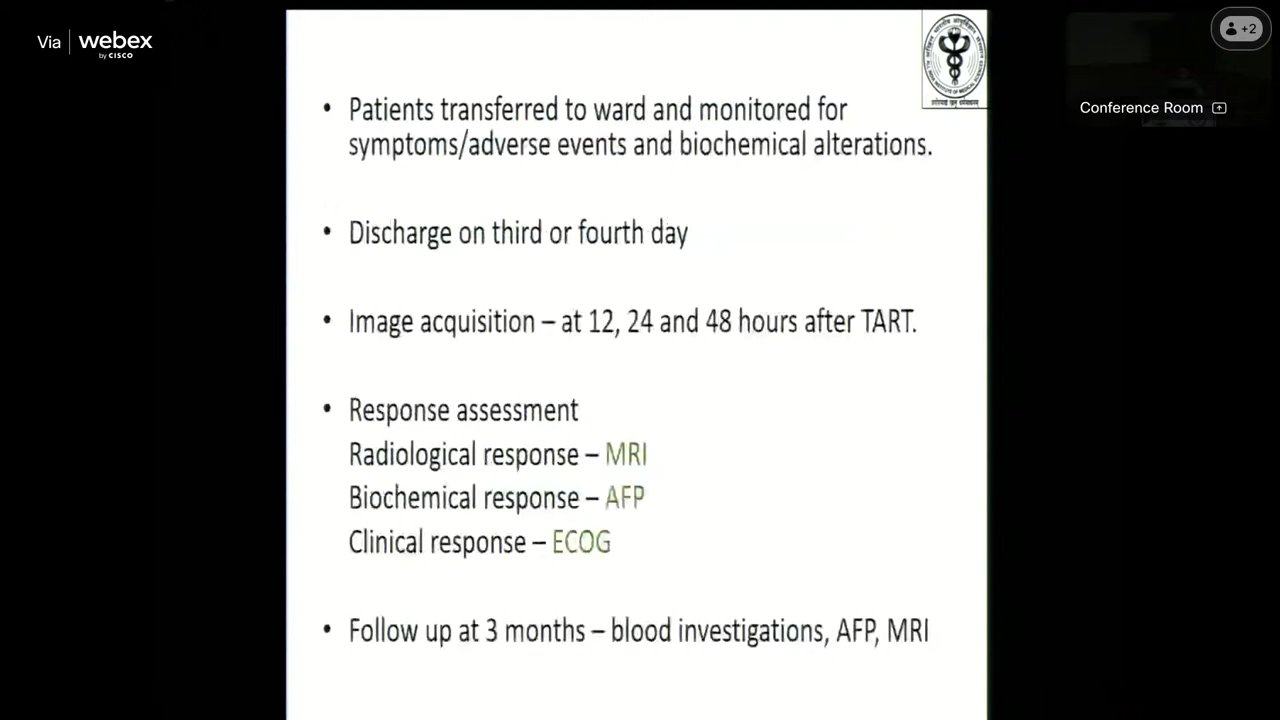 Via webex
by CISCO
+2
Conference Room
• Patients transferred to ward and monitored for
symptoms/adverse events and biochemical alterations.
• Discharge on third or fourth day
• Image acquisition – at 12, 24 and 48 hours after TART.
• Response assessment
Radiological response – MRI
Biochemical response – AFP
Clinical response – ECOG
• Follow up at 3 months – blood investigations, AFP, MRI